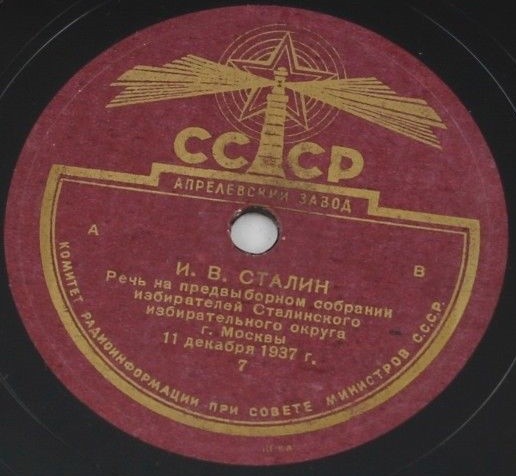 СССР
АПРЕЛЕВСКИЙ ЗАВОД
А
В
И. В. СТАЛИН
Речь на предвыборном собрании
избирателей Сталинского
избирательного округа
г. Москвы
11 декабря 1937 г.
7
КОМИТЕТ РАДИОИНФОРМАЦИИ ПРИ СОВЕТЕ МИНИСТРОВ С.С.С.Р.